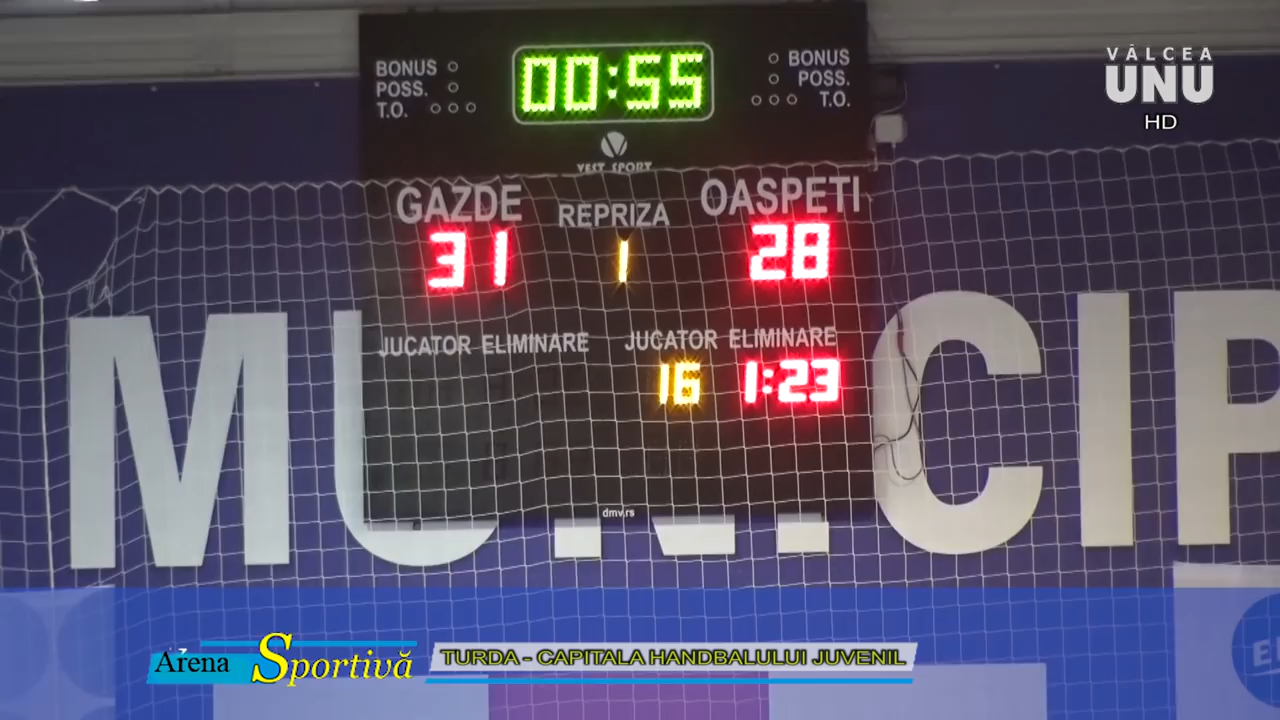 VÂLCEA
UNU
HD
BONUS
POSS.
T.O.
00:55
BONUS
POSS.
T.O.
VEST SPORT
GAZDE
REPRIZA
OASPETI
31
1
28
JUCATOR ELIMINARE
JUCATOR ELIMINARE
16
1:23
dmv.rs
MUNICIP
Arena Sportivă
TURDA - CAPITALA HANDBALULUI JUVENIL